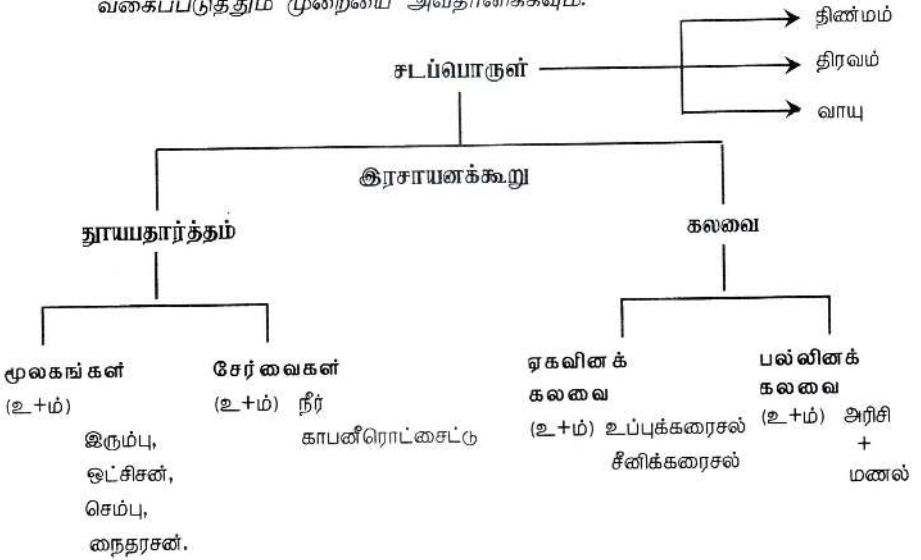 வகைப்படுத்தும் முறையை அவதானிக்கவும்.
திண்மம்
சடப்பொருள்
திரவம்
வாயு
இரசாயனக்கூறு
தூயபதார்த்தம்
கலவை
மூலகங்கள்
(உ+ம்)
இரும்பு,
ஒட்சிசன்,
செம்பு,
நைதரசன்.
சேர்வைகள்
(உ+ம்) நீர்
காபனீரொட்சைட்டு
ஏகவினக்
கலவை
(உ+ம்) உப்புக்கரைசல்
சீனிக்கரைசல்
பல்லினக்
கலவை
(உ+ம்) அரிசி
+
மணல்